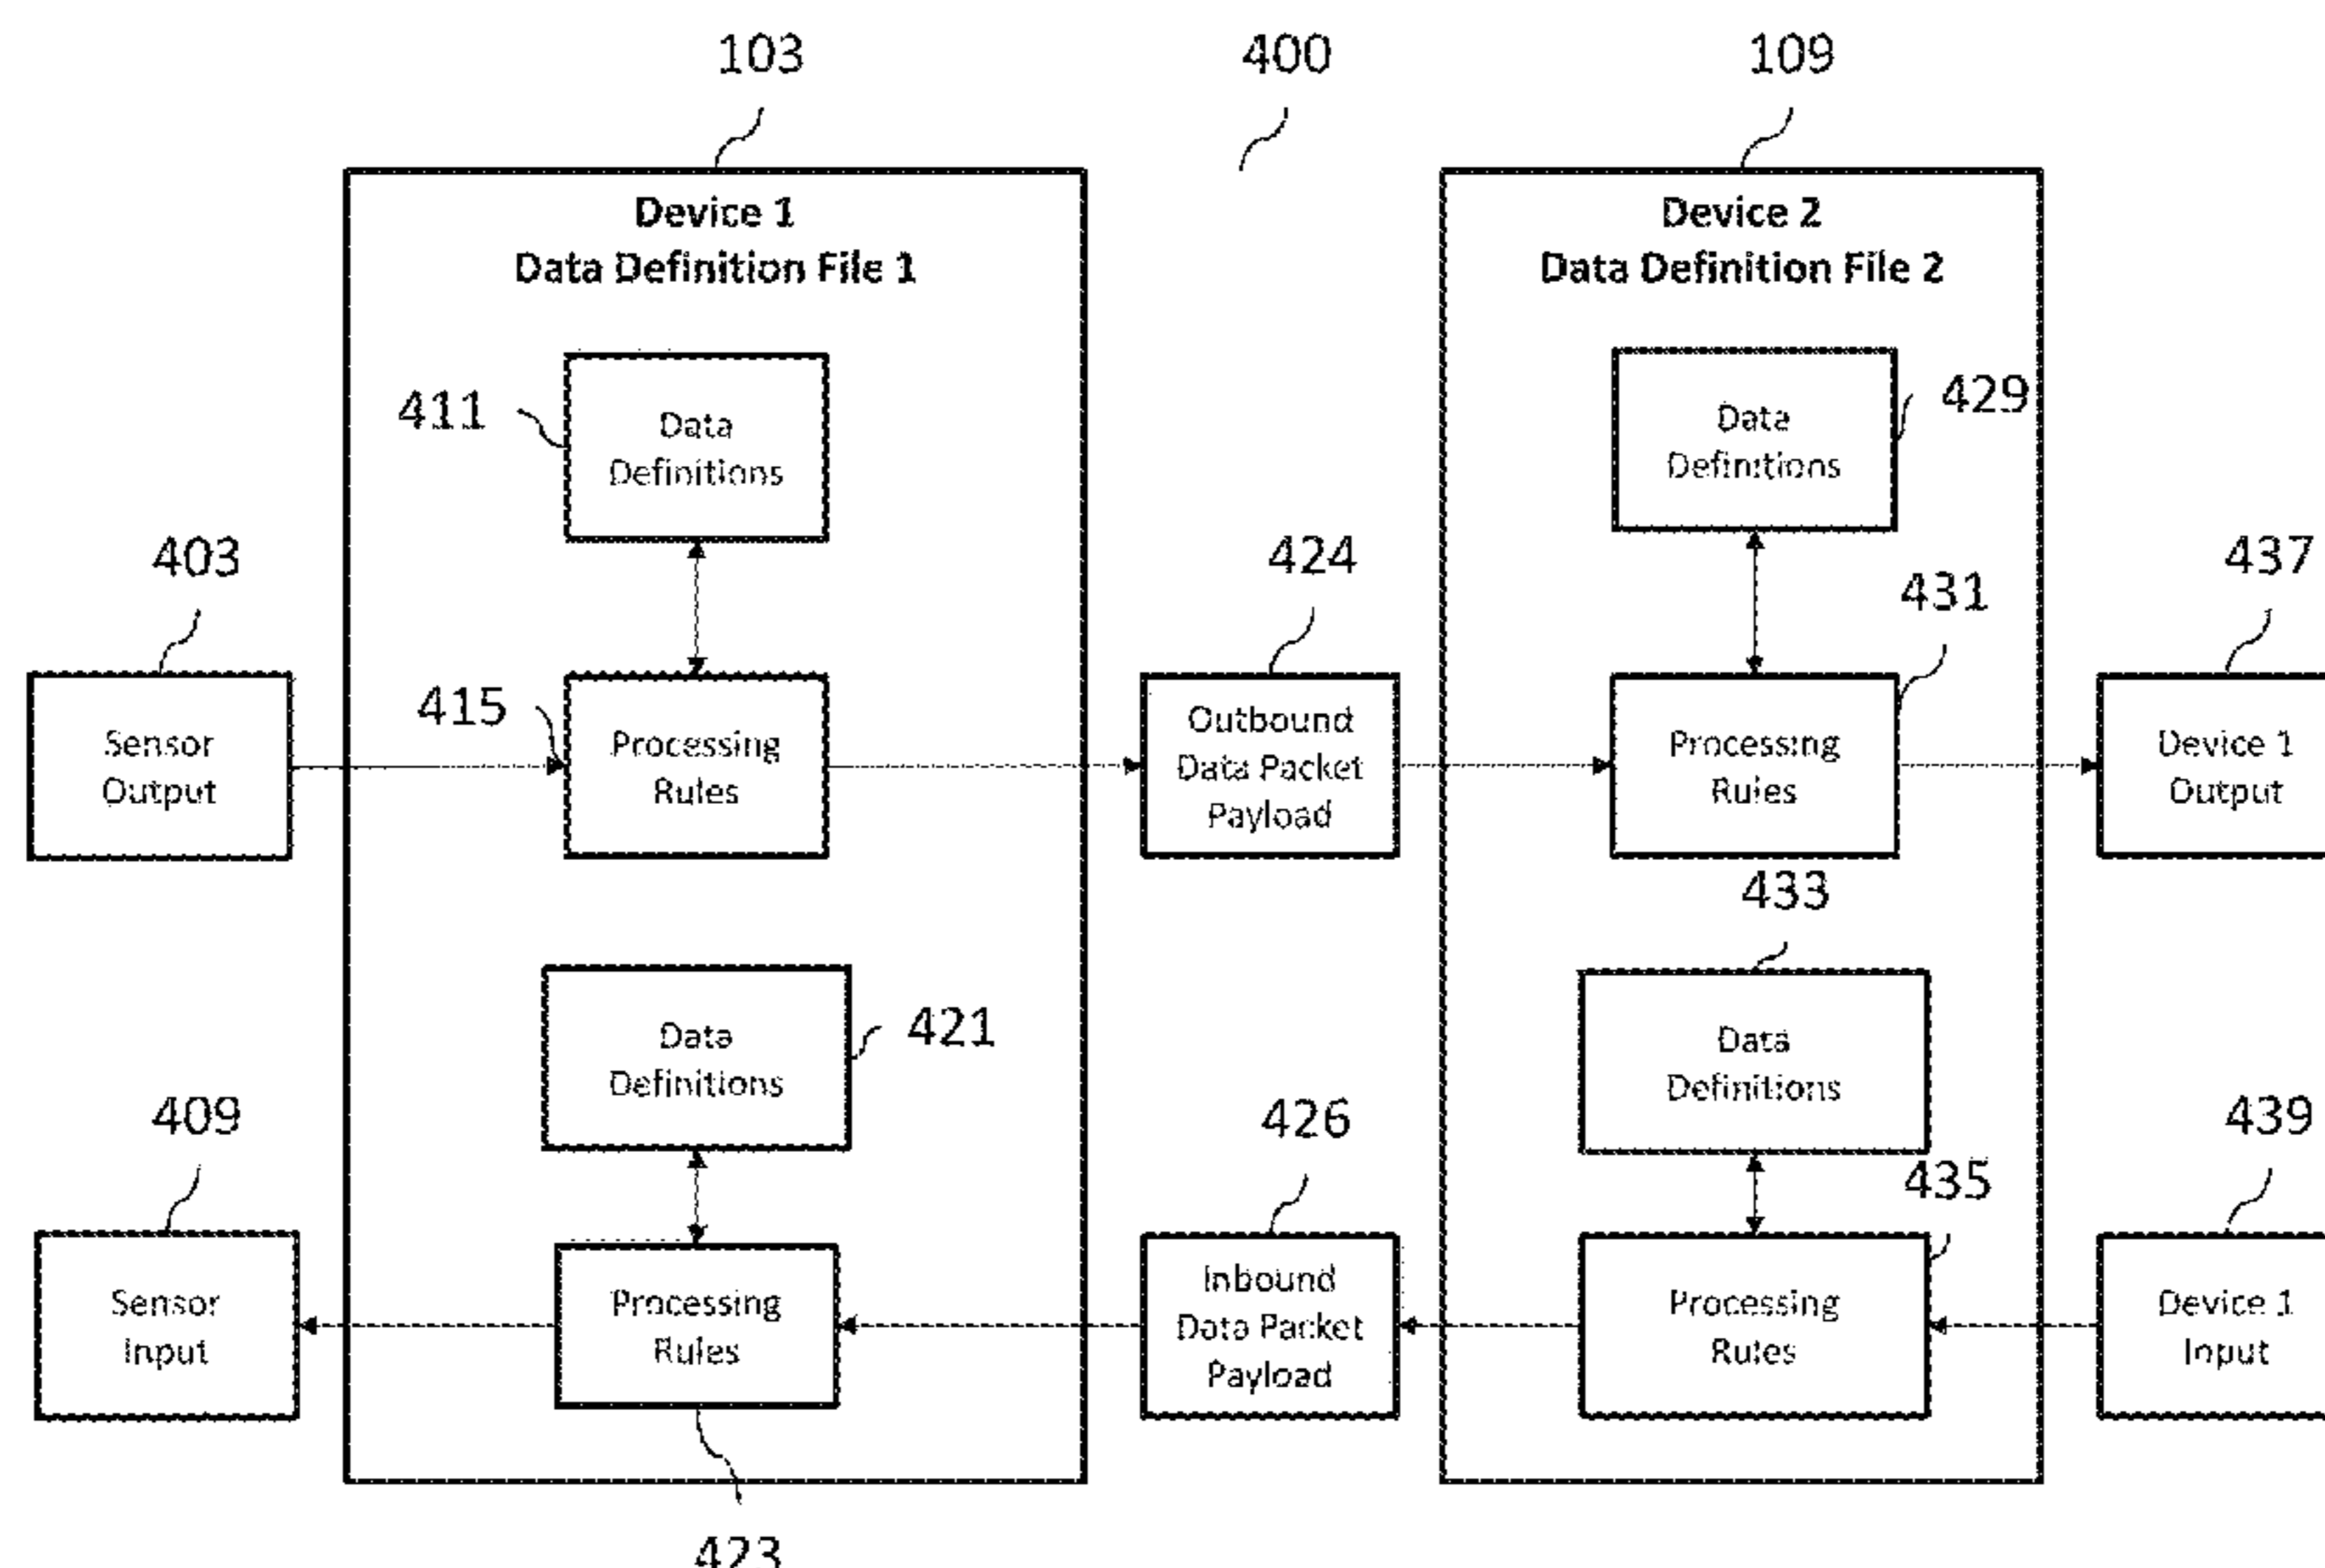 103
400
109
Device 1
Data Definition File 1
Device 2
Data Definition File 2
411
Data
Definitions
Data
Definitions
429
403
424
431
437
Sensor
Output
415
Processing
Rules
Outbound
Data Packet
Payload
Processing
Rules
Device 1
Output
433
Data
Definitions
421
Data
Definitions
409
426
435
439
Sensor
Input
Processing
Rules
Inbound
Data Packet
Payload
Processing
Rules
Device 1
Input
423